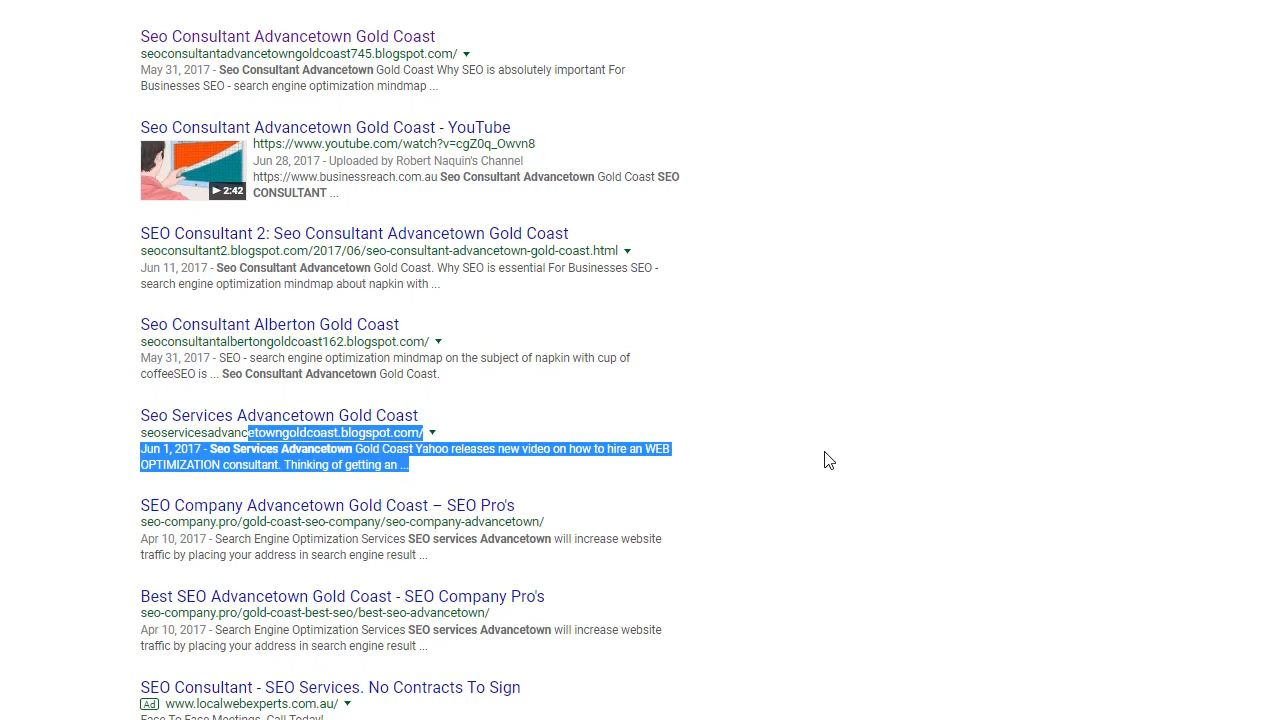 Seo Consultant Advancetown Gold Coast
seoconsultantadvancetowngoldcoast745.blogspot.com/
May 31, 2017 - Seo Consultant Advancetown Gold Coast Why SEO is absolutely important For
Businesses SEO - search engine optimization mindmap ...
Seo Consultant Advancetown Gold Coast - YouTube
https://www.youtube.com/watch?v=cgZ0q_Owvn8
Jun 28, 2017 - Uploaded by Robert Naquin's Channel
https://www.businessreach.com.au Seo Consultant Advancetown Gold Coast SEO
CONSULTANT ...
2:42
SEO Consultant 2: Seo Consultant Advancetown Gold Coast
seoconsultant2.blogspot.com/2017/06/seo-consultant-advancetown-gold-coast.html
Jun 11, 2017 - Seo Consultant Advancetown Gold Coast. Why SEO is essential For Businesses SEO -
search engine optimization mindmap about napkin with ...
Seo Consultant Alberton Gold Coast
seoconsultantalbertongoldcoast162.blogspot.com/
May 31, 2017 - SEO - search engine optimization mindmap on the subject of napkin with cup of
coffeeSEO is ... Seo Consultant Advancetown Gold Coast.
Seo Services Advancetown Gold Coast
seoservicesadvancetowngoldcoast.blogspot.com/
Jun 1, 2017 - Seo Services Advancetown Gold Coast Yahoo releases new video on how to hire an WEB
OPTIMIZATION consultant. Thinking of getting an ...
SEO Company Advancetown Gold Coast – SEO Pro's
seo-company.pro/gold-coast-seo-company/seo-company-advancetown/
Apr 10, 2017 - Search Engine Optimization Services SEO services Advancetown will increase website
traffic by placing your address in search engine result ...
Best SEO Advancetown Gold Coast - SEO Company Pro's
seo-company.pro/gold-coast-best-seo/best-seo-advancetown/
Apr 10, 2017 - Search Engine Optimization Services SEO services Advancetown will increase website
traffic by placing your address in search engine result ...
SEO Consultant - SEO Services. No Contracts To Sign
Ad www.localwebexperts.com.au/
Face To Face Meetings. Call Today!